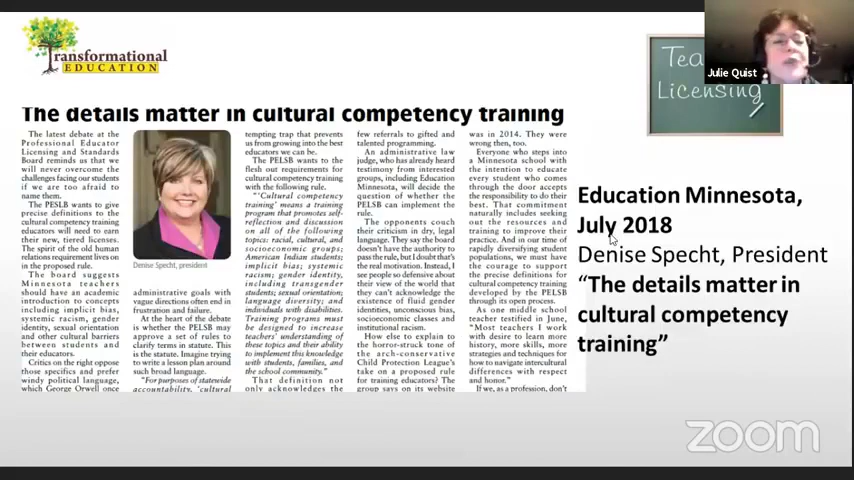 Transformational
EDUCATION
Julie Quist
Licensing
The details matter in cultural competency training
The latest debate at the
Professional Educator
Licensing and Standards
Board reminds us that we
will never overcome the
challenges facing our students
if we are too afraid to
name them.
The PELSB wants to give
precise definitions to the
cultural competency training
educators will need to earn
their new, tiered licenses.
The spirit of the old human
relations requirement lives on
in the proposed rule.
The board suggests
Minnesota teachers
should have an academic
introduction to concepts
including implicit bias,
systemic racism, gender
identity, sexual orientation
and other cultural barriers
between students and
their educators.
Critics on the right oppose
those specifics and prefer
windy political language,
which George Orwell once
Denise Specht, president
administrative goals with
vague directions often end in
frustration and failure.
At the heart of the debate
is whether the PELSB may
approve a set of rules to
clarify terms in statute. This
is the statute. Imagine trying
to write a lesson plan around
such broad language.
"For purposes of statewide
accountability, 'cultural
tempting trap that prevents
us from growing into the best
educators we can be.
The PELSB wants to the
flesh out requirements for
cultural competency training
with the following rule.
"'Cultural competency
training' means a training
program that promotes self-
reflection and discussion
on all of the following
topics: racial, cultural, and
socioeconomic groups;
American Indian students;
implicit bias; systemic
racism; gender identity,
including transgender
students; sexual orientation;
language diversity; and
individuals with disabilities.
Training programs must
be designed to increase
teachers' understanding of
these topics and their ability to
implement this knowledge
with students, families, and
the school community."
That definition not
only acknowledges the
few referrals to gifted and
talented programming.
An administrative law
judge, who has already heard
testimony from interested
groups, including Education
Minnesota, will decide the
question of whether the
PELSB can implement the
rule.
The opponents couch
their criticism in dry, legal
language. They say the board
doesn't have the authority to
pass the rule, but I doubt that's
the real motivation. Instead, I
see people so defensive about
their view of the world that
they can't acknowledge the
existence of fluid gender
identities, unconscious bias,
socioeconomic classes and
institutional racism.
How else to explain the
horror-struck tone of
the arch-conservative
Child Protection League's
take on a proposed rule
for training educators? The
group says on its website
was in 2014. They were
wrong then, too.
Everyone who steps into
a Minnesota school with
the intention to educate
every student who comes
through the door accepts
the responsibility to do their
best. That commitment
naturally includes seeking
out the resources and
training to improve their
practice. And in our time of
rapidly diversifying student
populations, we must have
the courage to support
the precise definitions for
cultural competency training
developed by the PELSB
through its open process.
As one middle school
teacher testified in June,
"Most teachers I work
with desire to learn more
history, more skills, more
strategies and techniques for
how to navigate intercultural
differences with respect
and honor."
If we, as a profession, don't
Education Minnesota,
July 2018
Denise Specht, President
“The details matter in
cultural competency
training”
zoom